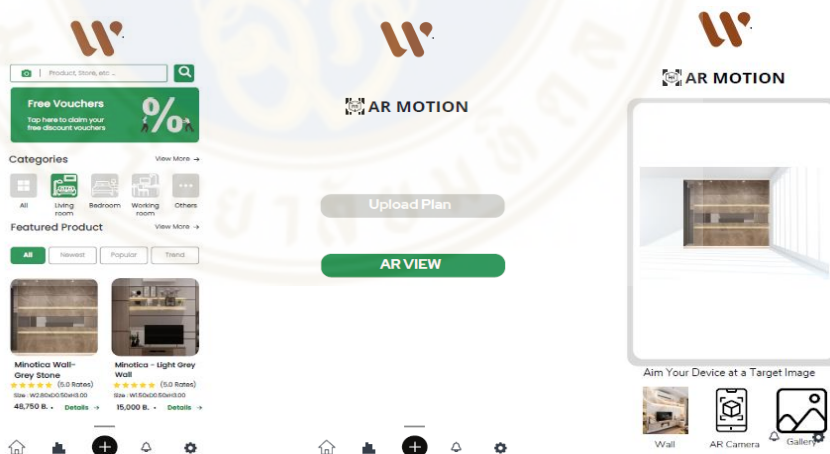 Product, Store, etc ...
Free Vouchers
Tap here to claim your
free discount vouchers
Categories
View More →
All
Living
room
Bedroom
Working
room
Others
Featured Product
View More →
All
Newest
Popular
Trend
Minotica Wall-
Grey Stone
(5.0 Rates)
Size : W2.80xD0.50xH3.00
48,750 B.
Details →
Minotica - Light Grey
Wall
(5.0 Rates)
Size : W1.50xD0.50xH3.00
15,000 B.
Details →
AR MOTION
Upload Plan
AR VIEW
AR MOTION
Aim Your Device at a Target Image
Wall
AR Camera
Gallery